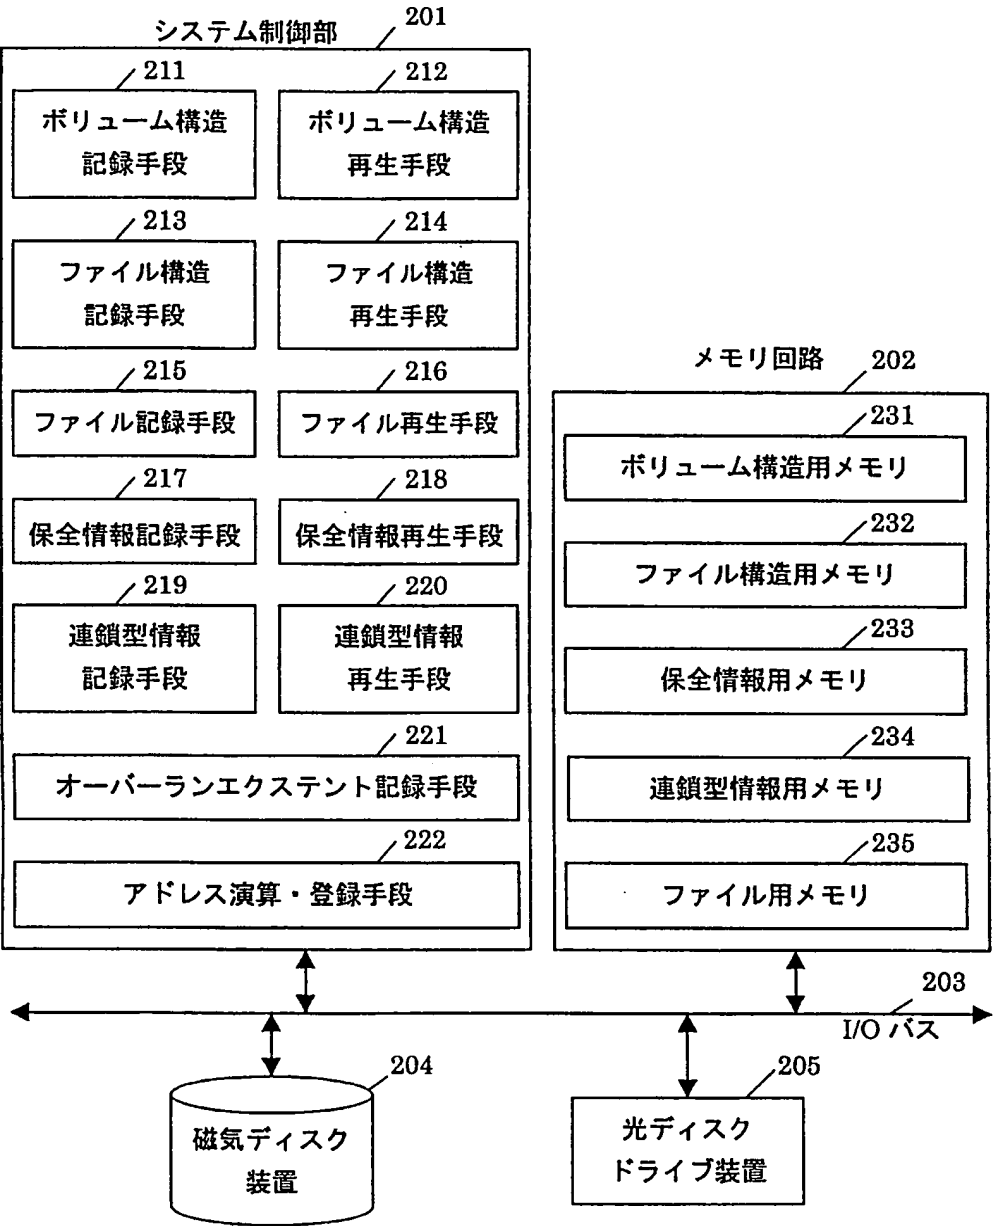 システム制御部
201
211
ボリューム構造
記録手段
212
ボリューム構造
再生手段
213
ファイル構造
記録手段
214
ファイル構造
再生手段
215
ファイル記録手段
216
ファイル再生手段
217
保全情報記録手段
218
保全情報再生手段
219
連鎖型情報
記録手段
220
連鎖型情報
再生手段
221
オーバーランエクステント記録手段
222
アドレス演算・登録手段
メモリ回路
202
231
ボリューム構造用メモリ
232
ファイル構造用メモリ
233
保全情報用メモリ
234
連鎖型情報用メモリ
235
ファイル用メモリ
203
I/O バス
204
磁気ディスク
装置
205
光ディスク
ドライブ装置